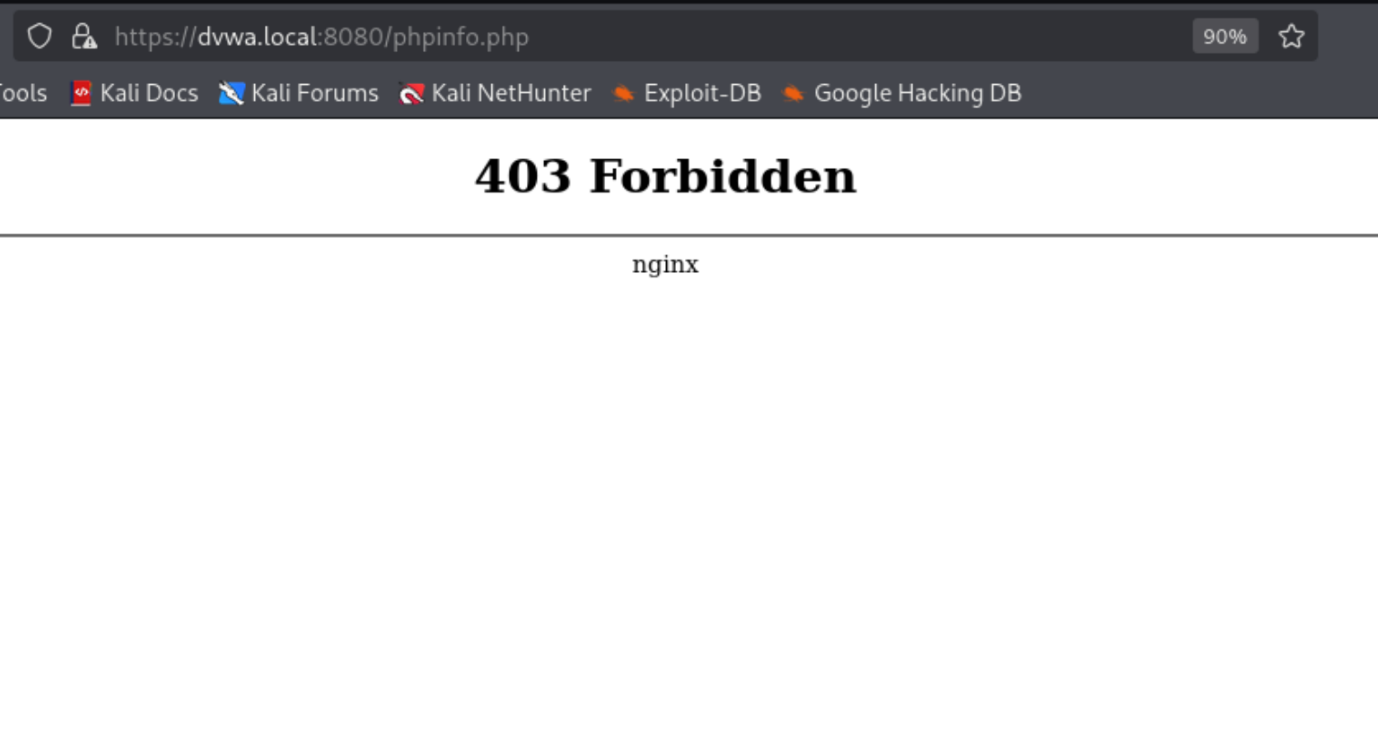 https://dvwa.local:8080/phpinfo.php 90%
Kali Docs Kali Forums Kali NetHunter Exploit-DB Google Hacking DB
403 Forbidden
nginx